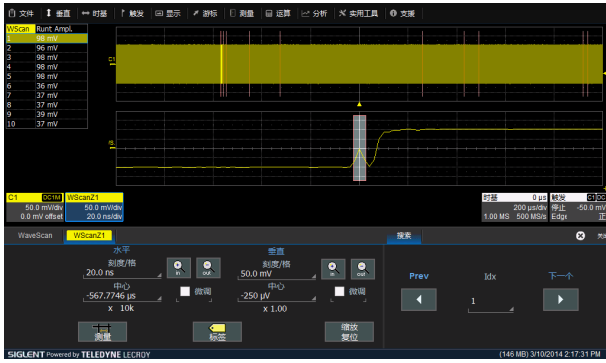 文件 垂直 时基 触发 显示 游标 测量 运算 分析 实用工具 支援
WScan Runt Ampl.
1 96 mV
2 96 mV
3 98 mV
4 98 mV
5 98 mV
6 36 mV
7 37 mV
8 37 mV
9 39 mV
10 37 mV
C1
C1 DC1M
50.0 mV/div
0.0 mV offset
WScanZ1
50.0 mV/div
20.0 ns/div
时基 0 µs
200 µs/div
1.00 MS 500 MS/s
触发 C1 DC
停止 -50.0 mV
Edge 正
WaveScan WScanZ1 搜索 关闭
水平 垂直
刻度/格 刻度/格
20.0 ns in out 50.0 mV in out
中心 微调 中心 微调
-567.7746 µs -250 µV
x 10k x 1.00
测量 标签 缩放
复位
Prev Idx 下一个
1
SIGLENT Powered by TELEDYNE LECROY (146 MB) 3/10/2014 2:17:31 PM